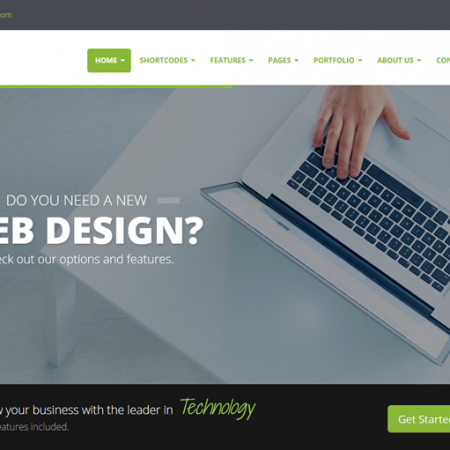 om
HOME SHORTCODES FEATURES PAGES PORTFOLIO ABOUT US CON
DO YOU NEED A NEW
EB DESIGN?
eck out our options and features.
w your business with the leader in Technology
eatures included.
Get Starte